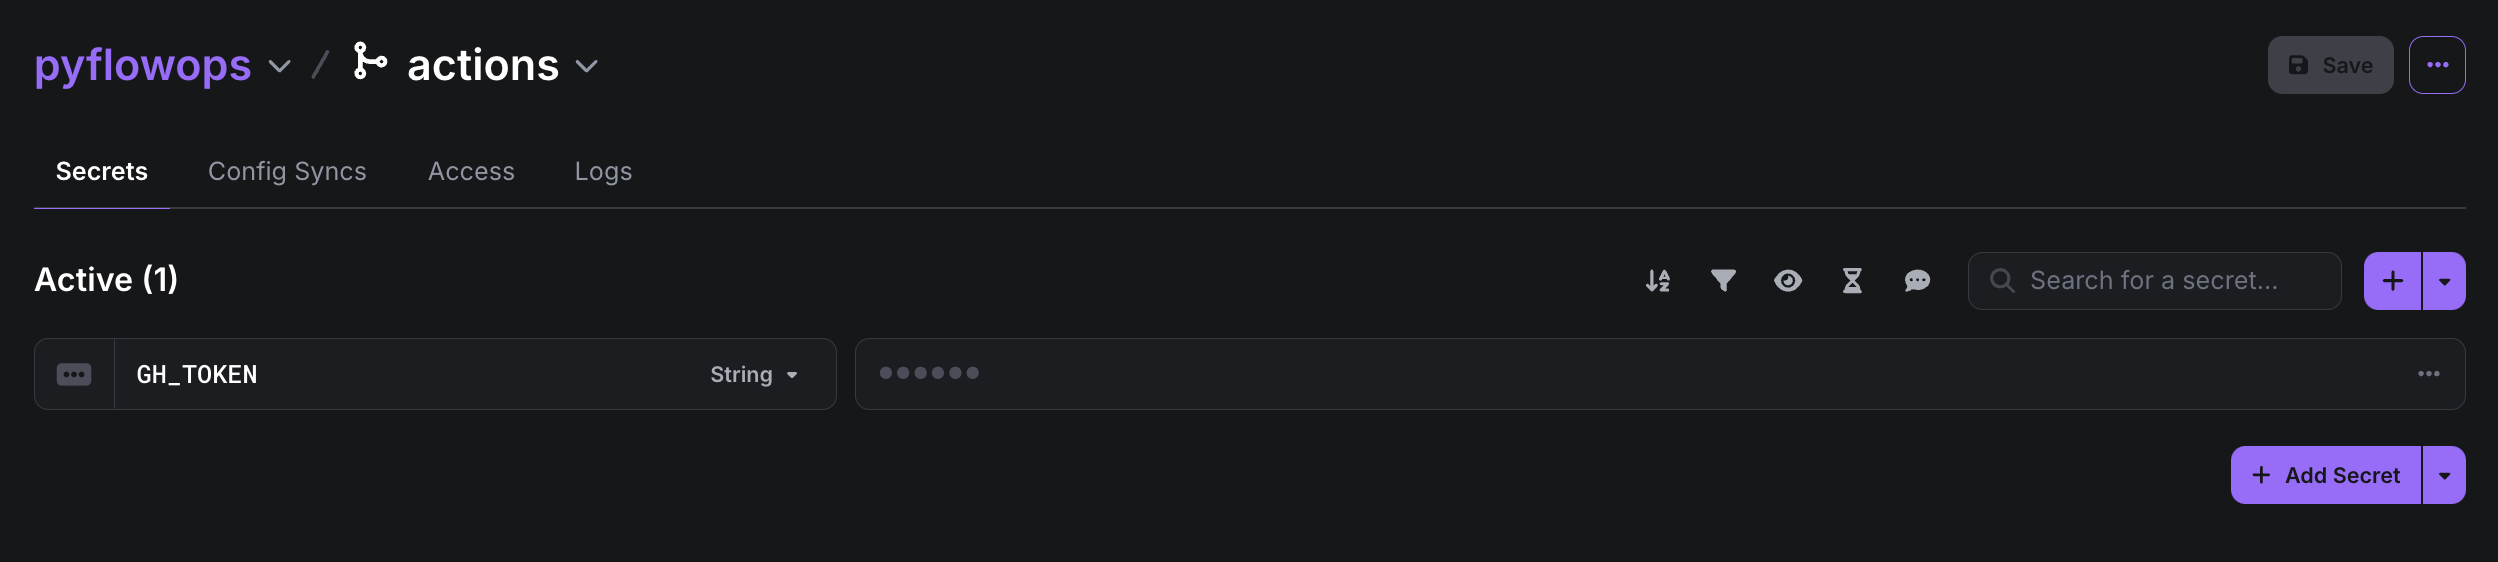 pyflowops / actions
Save
Secrets Config Syncs Access Logs
Active (1)
Search for a secret...
GH_TOKEN String
Add Secret